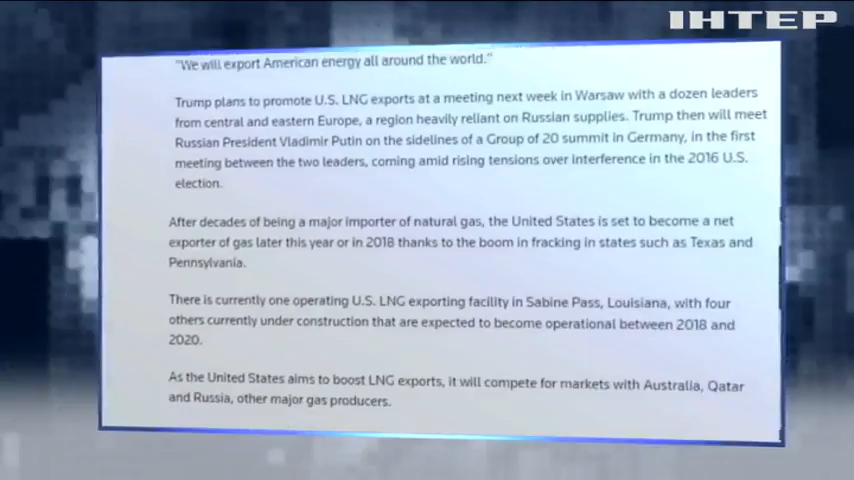 ІНТЕР
"We will export American energy all around the world."
Trump plans to promote U.S. LNG exports at a meeting next week in Warsaw with a dozen leaders
from central and eastern Europe, a region heavily reliant on Russian supplies. Trump then will meet
Russian President Vladimir Putin on the sidelines of a Group of 20 summit in Germany, in the first
meeting between the two leaders, coming amid rising tensions over interference in the 2016 U.S.
election.
After decades of being a major importer of natural gas, the United States is set to become a net
exporter of gas later this year or in 2018 thanks to the boom in fracking in states such as Texas and
Pennsylvania.
There is currently one operating U.S. LNG exporting facility in Sabine Pass, Louisiana, with four
others currently under construction that are expected to become operational between 2018 and
2020.
As the United States aims to boost LNG exports, it will compete for markets with Australia, Qatar
and Russia, other major gas producers.